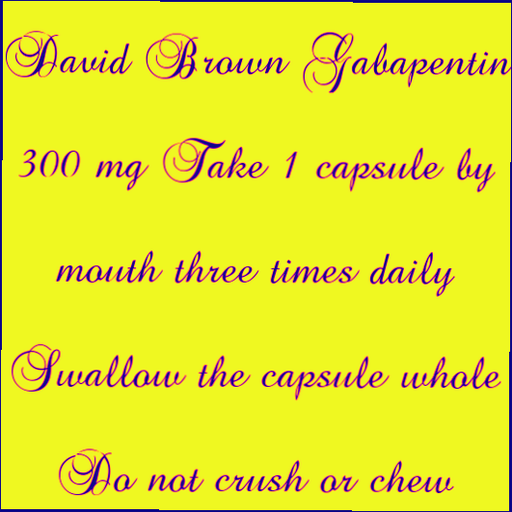 David Brown Gabapentin
300 mg Take 1 capsule by
mouth three times daily
Swallow the capsule whole
Do not crush or chew